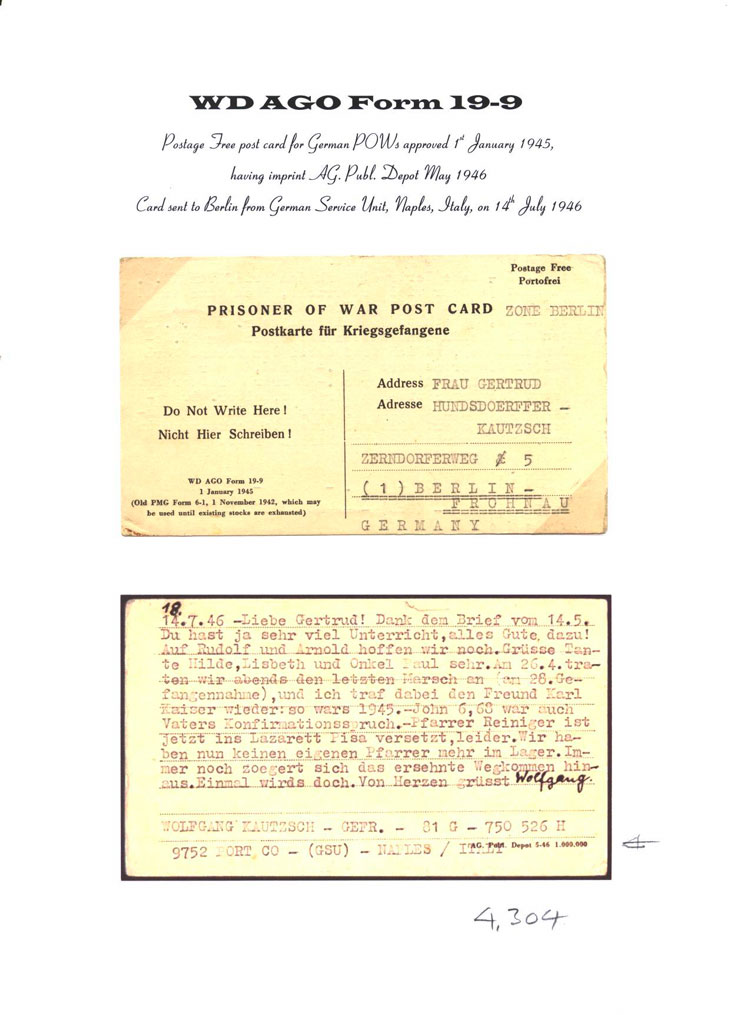 WD AGO Form 19-9
Postage Free post card for German POWs approved 1st January 1945,
having imprint AG. Publ. Depot May 1946
Card sent to Berlin from German Service Unit, Naples, Italy, on 14th July 1946
Postage Free
Portofrei
PRISONER OF WAR POST CARD ZONE BERLIN
Postkarte für Kriegsgefangene
Do Not Write Here!
Nicht Hier Schreiben!
WD AGO Form 19-9
1 January 1945
(Old PMG Form 6-1, 1 November 1942, which may
be used until existing stocks are exhausted)
Address FRAU GERTRUD
Adresse HUNDSDOERFFER -
KAUTZSCH
ZERNDORFERWEG 5
(1) BERLIN-
FROHNAU
GERMANY
18.
14.7.46 -Liebe Gertrud! Dank dem Brief vom 14.5.
Du hast ja sehr viel Unterricht,alles Gute, dazu!
Auf Rudolf und Arnold hoffen wir noch.Grüsse Tan-
te Hilde,Lisbeth und Onkel Paul sehr.Am 26.4.tra-
ten wir abends den letzten Marsch an (am 28.Ge-
fangennahme),und ich traf dabei den Freund Karl
Kaiser wieder:so wars 1945.-John 6,68 war auch
Vaters Konfirmationsspruch.-Pfarrer Reiniger ist
jetzt ins Lazarett Pisa versetzt,leider.Wir ha-
ben nun keinen eigenen Pfarrer mehr im Lager.Im-
mer noch zoegert sich das ersehnte Wegkommen hin-
aus.Einmal wirds doch.Von Herzen grüsst Wolfgang.
WOLFGANG KAUTZSCH - GEFR. - 81 G - 750 526 H
9752 PORT CO - (GSU) - NAPLES / ITALY
AG. Publ. Depot 5-46 1.000.000
4,304